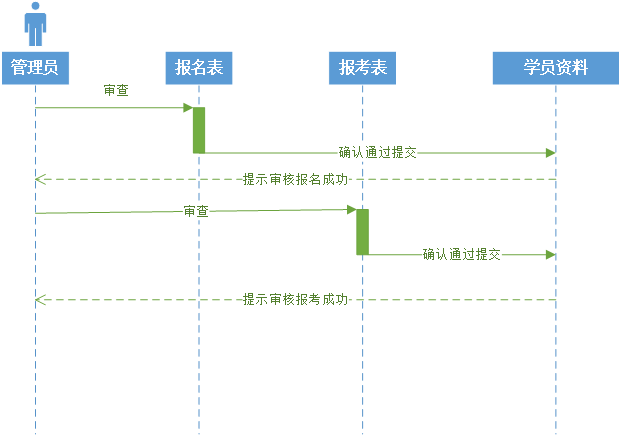 管理员
报名表
报考表
学员资料
审查
确认通过提交
提示审核报名成功
审查
确认通过提交
提示审核报考成功